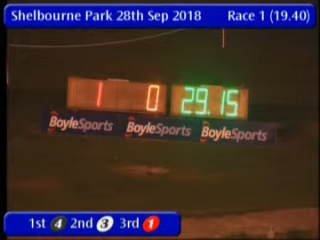 Shelbourne Park 28th Sep 2018 Race 1 (19.40)
1 0 29.15
BoyleSports BoyleSports BoyleSports
1st 4 2nd 3 3rd 1